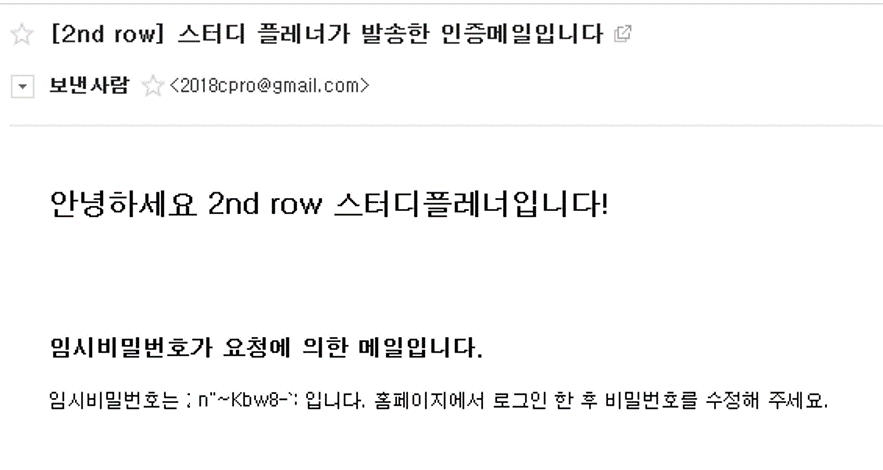 [2nd row] 스터디 플레너가 발송한 인증메일입니다
보낸사람 <2018cpro@gmail.com>
안녕하세요 2nd row 스터디플레너입니다!
임시비밀번호가 요청에 의한 메일입니다.
임시비밀번호는 ; n"~Kbw8-`: 입니다. 홈페이지에서 로그인 한 후 비밀번호를 수정해 주세요.